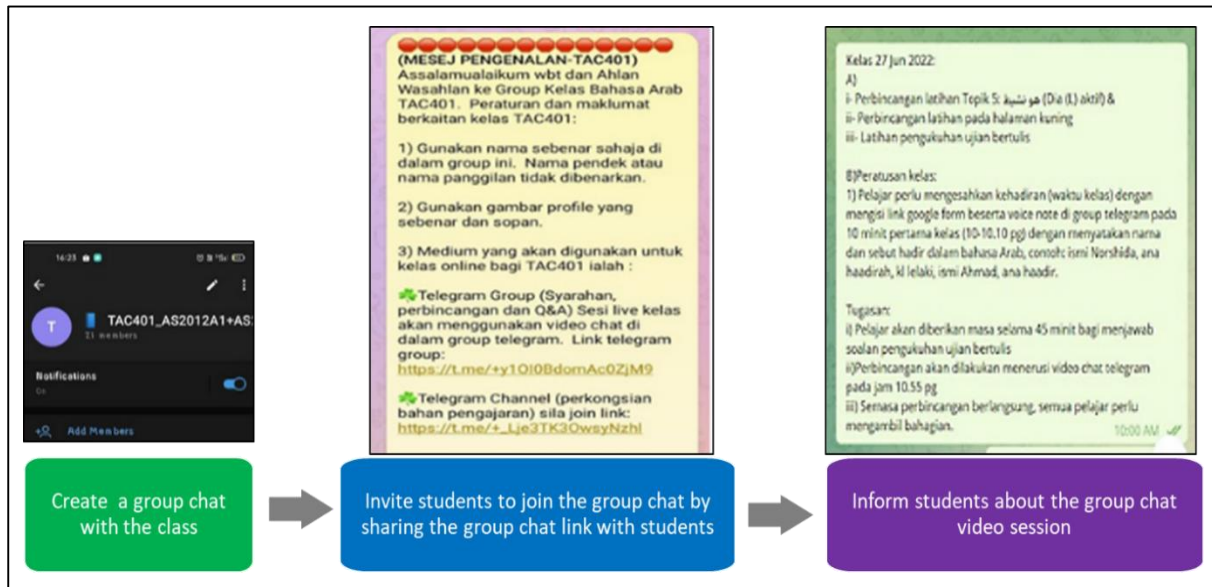 16:23
TAC401_AS2012A1+AS
T
21 members
Notifications
On
Add Members
Create a group chat
with the class
(MESEJ PENGENALAN-TAC401)
Assalamualaikum wbt dan Ahlan
Wasahlan ke Group Kelas Bahasa Arab
TAC401. Peraturan dan maklumat
berkaitan kelas TAC401:
1) Gunakan nama sebenar sahaja di
dalam group ini. Nama pendek atau
nama panggilan tidak dibenarkan.
2) Gunakan gambar profile yang
sebenar dan sopan.
3) Medium yang akan digunakan untuk
kelas online bagi TAC401 ialah :
Telegram Group (Syarahan,
perbincangan dan Q&A) Sesi live kelas
akan menggunakan video chat di
dalam group telegram. Link telegram
group:
https://t.me/+y1OI0BdomAc0ZjM9
Telegram Channel (perkongsian
bahan pengajaran) sila join link:
https://t.me/+_Lje3TK3OwsyNzhl
Invite students to join the group chat by
sharing the group chat link with students
Kelas 27 Jun 2022:
A)
i- Perbincangan latihan Topik 5: هو نشيط (Dia (L) aktif) &
ii- Perbincangan latihan pada halaman kuning
iii- Latihan pengukuhan ujian bertulis
B)Peratusan kelas:
1) Pelajar perlu mengesahkan kehadiran (waktu kelas) dengan
mengisi link google form beserta voice note di group telegram pada
10 minit pertama kelas (10-10.10 pg) dengan menyatakan nama
dan sebut hadir dalam bahasa Arab, contoh: ismi Norshida, ana
haadirah, kl lelaki, ismi Ahmad, ana haadir.
Tugasan:
i) Pelajar akan diberikan masa selama 45 minit bagi menjawab
soalan pengukuhan ujian bertulis
ii)Perbincangan akan dilakukan menerusi video chat telegram
pada jam 10.55 pg
iii) Semasa perbincangan berlangsung, semua pelajar perlu
mengambil bahagian.
10:00 AM
Inform students about the group chat
video session